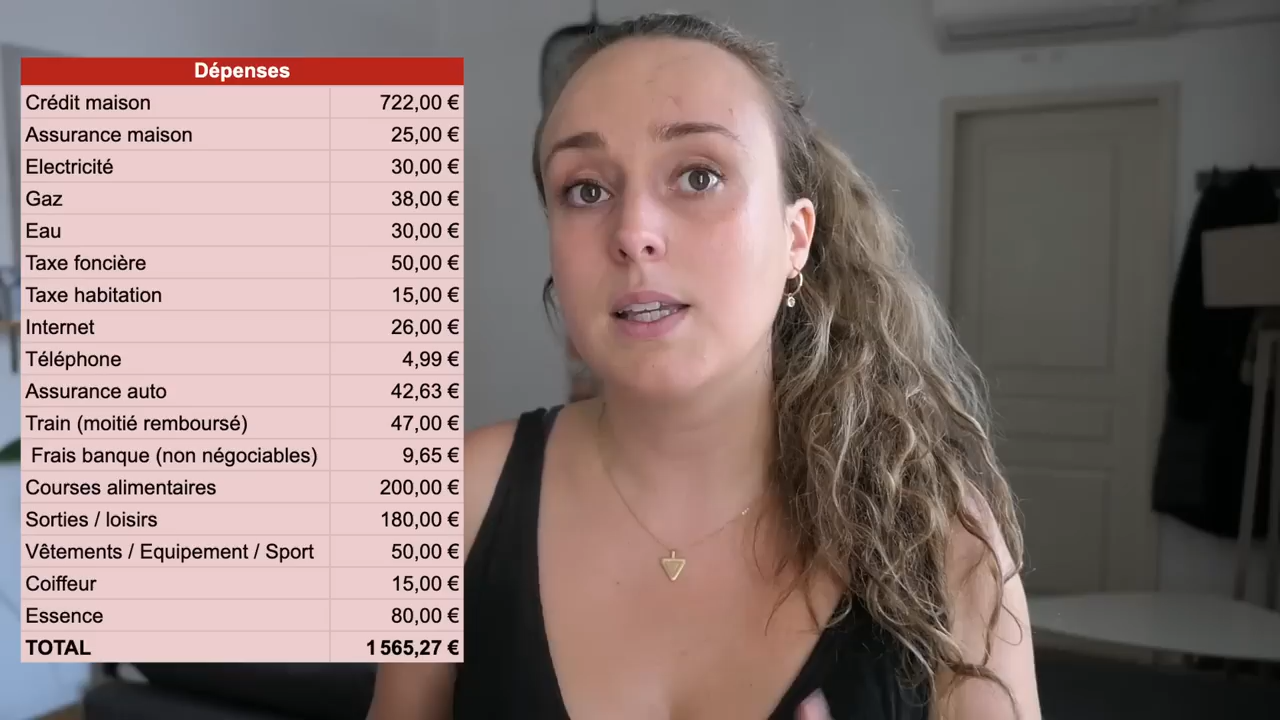 Dépenses
Crédit maison 722,00 €
Assurance maison 25,00 €
Electricité 30,00 €
Gaz 38,00 €
Eau 30,00 €
Taxe foncière 50,00 €
Taxe habitation 15,00 €
Internet 26,00 €
Téléphone 4,99 €
Assurance auto 42,63 €
Train (moitié remboursé) 47,00 €
Frais banque (non négociables) 9,65 €
Courses alimentaires 200,00 €
Sorties / loisirs 180,00 €
Vêtements / Equipement / Sport 50,00 €
Coiffeur 15,00 €
Essence 80,00 €
TOTAL 1 565,27 €